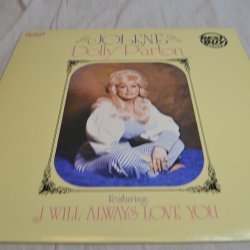 JOLENE
Dolly Parton
featuring:
I WILL ALWAYS LOVE YOU